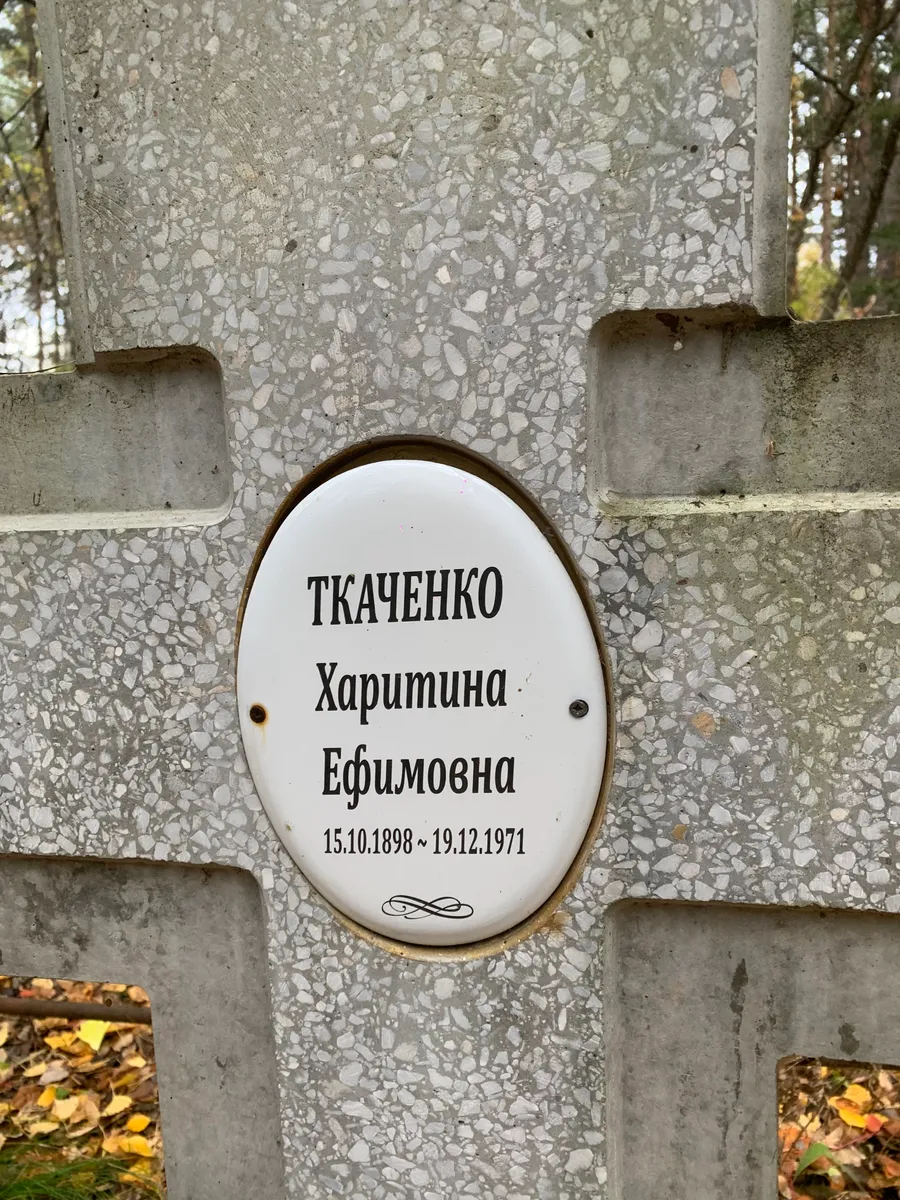 ТКАЧЕНКО
Харитина
Ефимовна
15.10.1898 ~ 19.12.1971